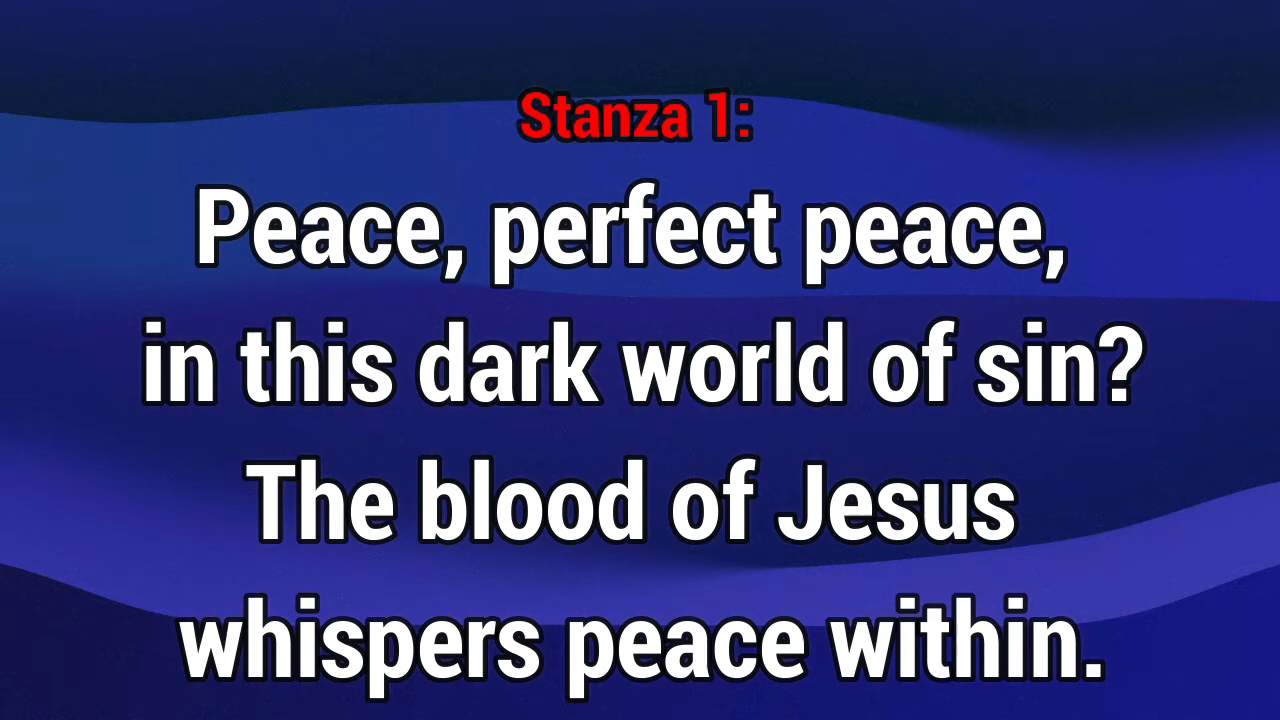 Stanza 1:
Peace, perfect peace,
in this dark world of sin?
The blood of Jesus
whispers peace within.